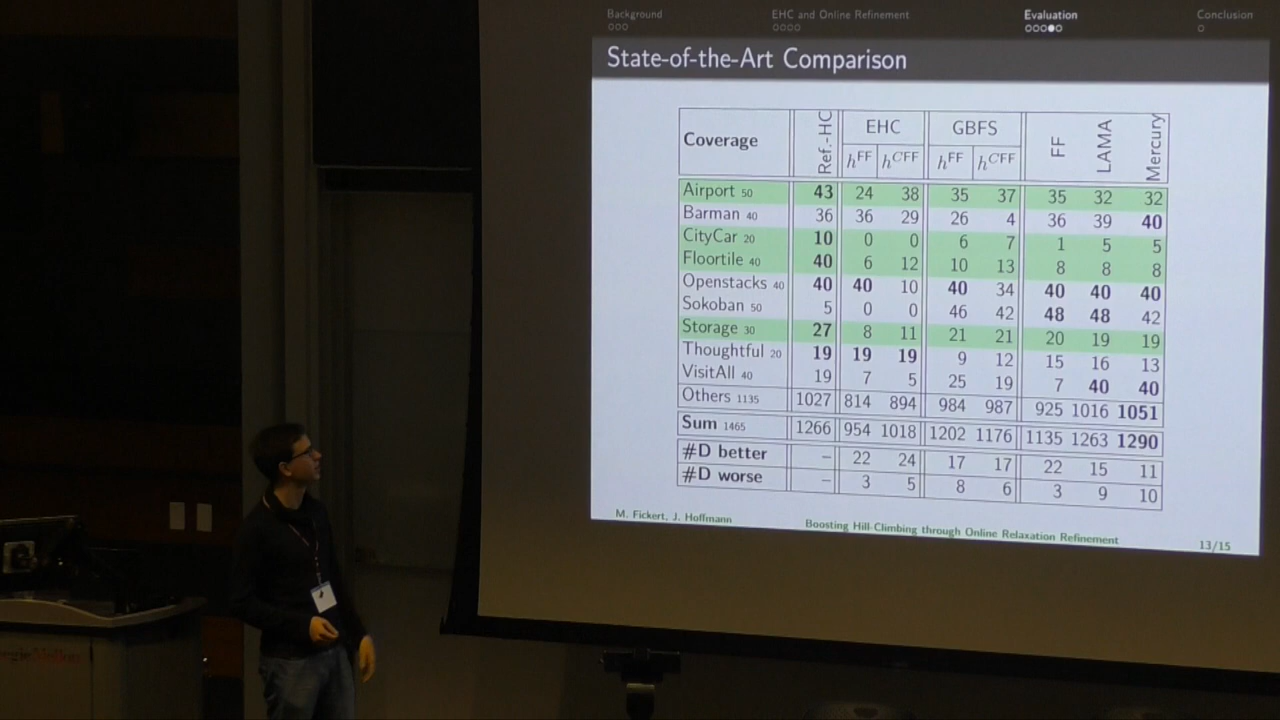 Background EHC and Online Refinement Evaluation Conclusion
State-of-the-Art Comparison
Coverage Ref.-HC EHC GBFS FF LAMA Mercury
hFF hCFF hFF hCFF
Airport 50 43 24 38 35 37 35 32 32
Barman 40 36 36 29 26 4 36 39 40
CityCar 20 10 0 0 6 7 1 5 5
Floortile 40 40 6 12 10 13 8 8 8
Openstacks 40 40 40 10 40 34 40 40 40
Sokoban 50 5 0 0 46 42 48 48 42
Storage 30 27 8 11 21 21 20 19 19
Thoughtful 20 19 19 19 9 12 15 16 13
VisitAll 40 19 7 5 25 19 7 40 40
Others 1135 1027 814 894 984 987 925 1016 1051
Sum 1465 1266 954 1018 1202 1176 1135 1263 1290
#D better – 22 24 17 17 22 15 11
#D worse – 3 5 8 6 3 9 10
M. Fickert, J. Hoffmann Boosting Hill-Climbing through Online Relaxation Refinement 13/15